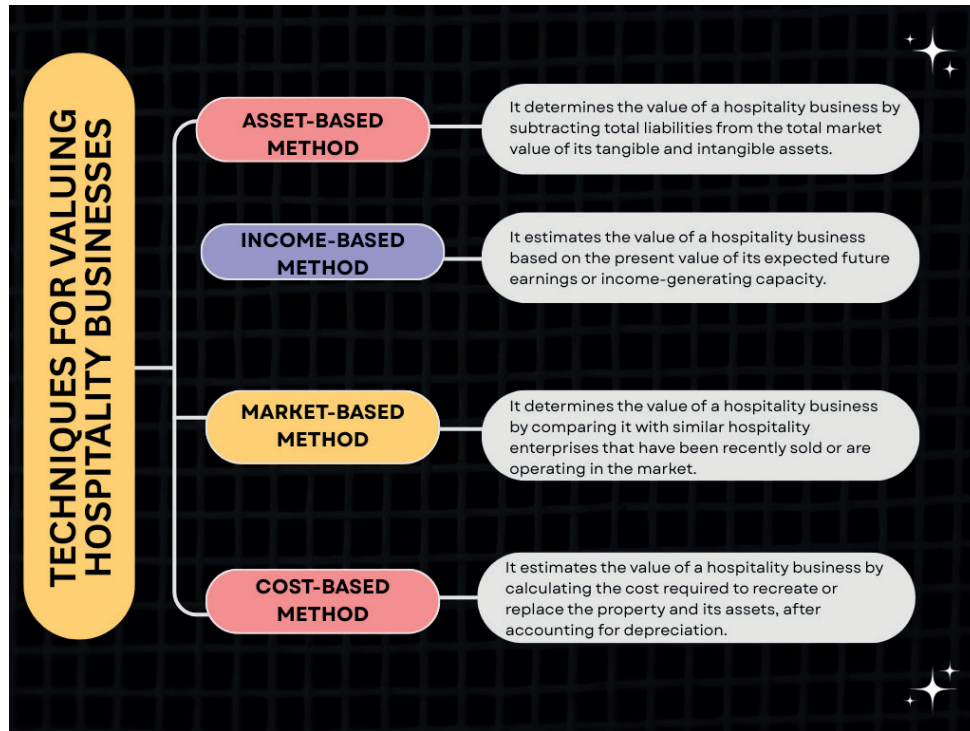 TECHNIQUES FOR VALUING
HOSPITALITY BUSINESSES
ASSET-BASED
METHOD
It determines the value of a hospitality business by
subtracting total liabilities from the total market
value of its tangible and intangible assets.
INCOME-BASED
METHOD
It estimates the value of a hospitality business
based on the present value of its expected future
earnings or income-generating capacity.
MARKET-BASED
METHOD
It determines the value of a hospitality business
by comparing it with similar hospitality
enterprises that have been recently sold or are
operating in the market.
COST-BASED
METHOD
It estimates the value of a hospitality business by
calculating the cost required to recreate or
replace the property and its assets, after
accounting for depreciation.